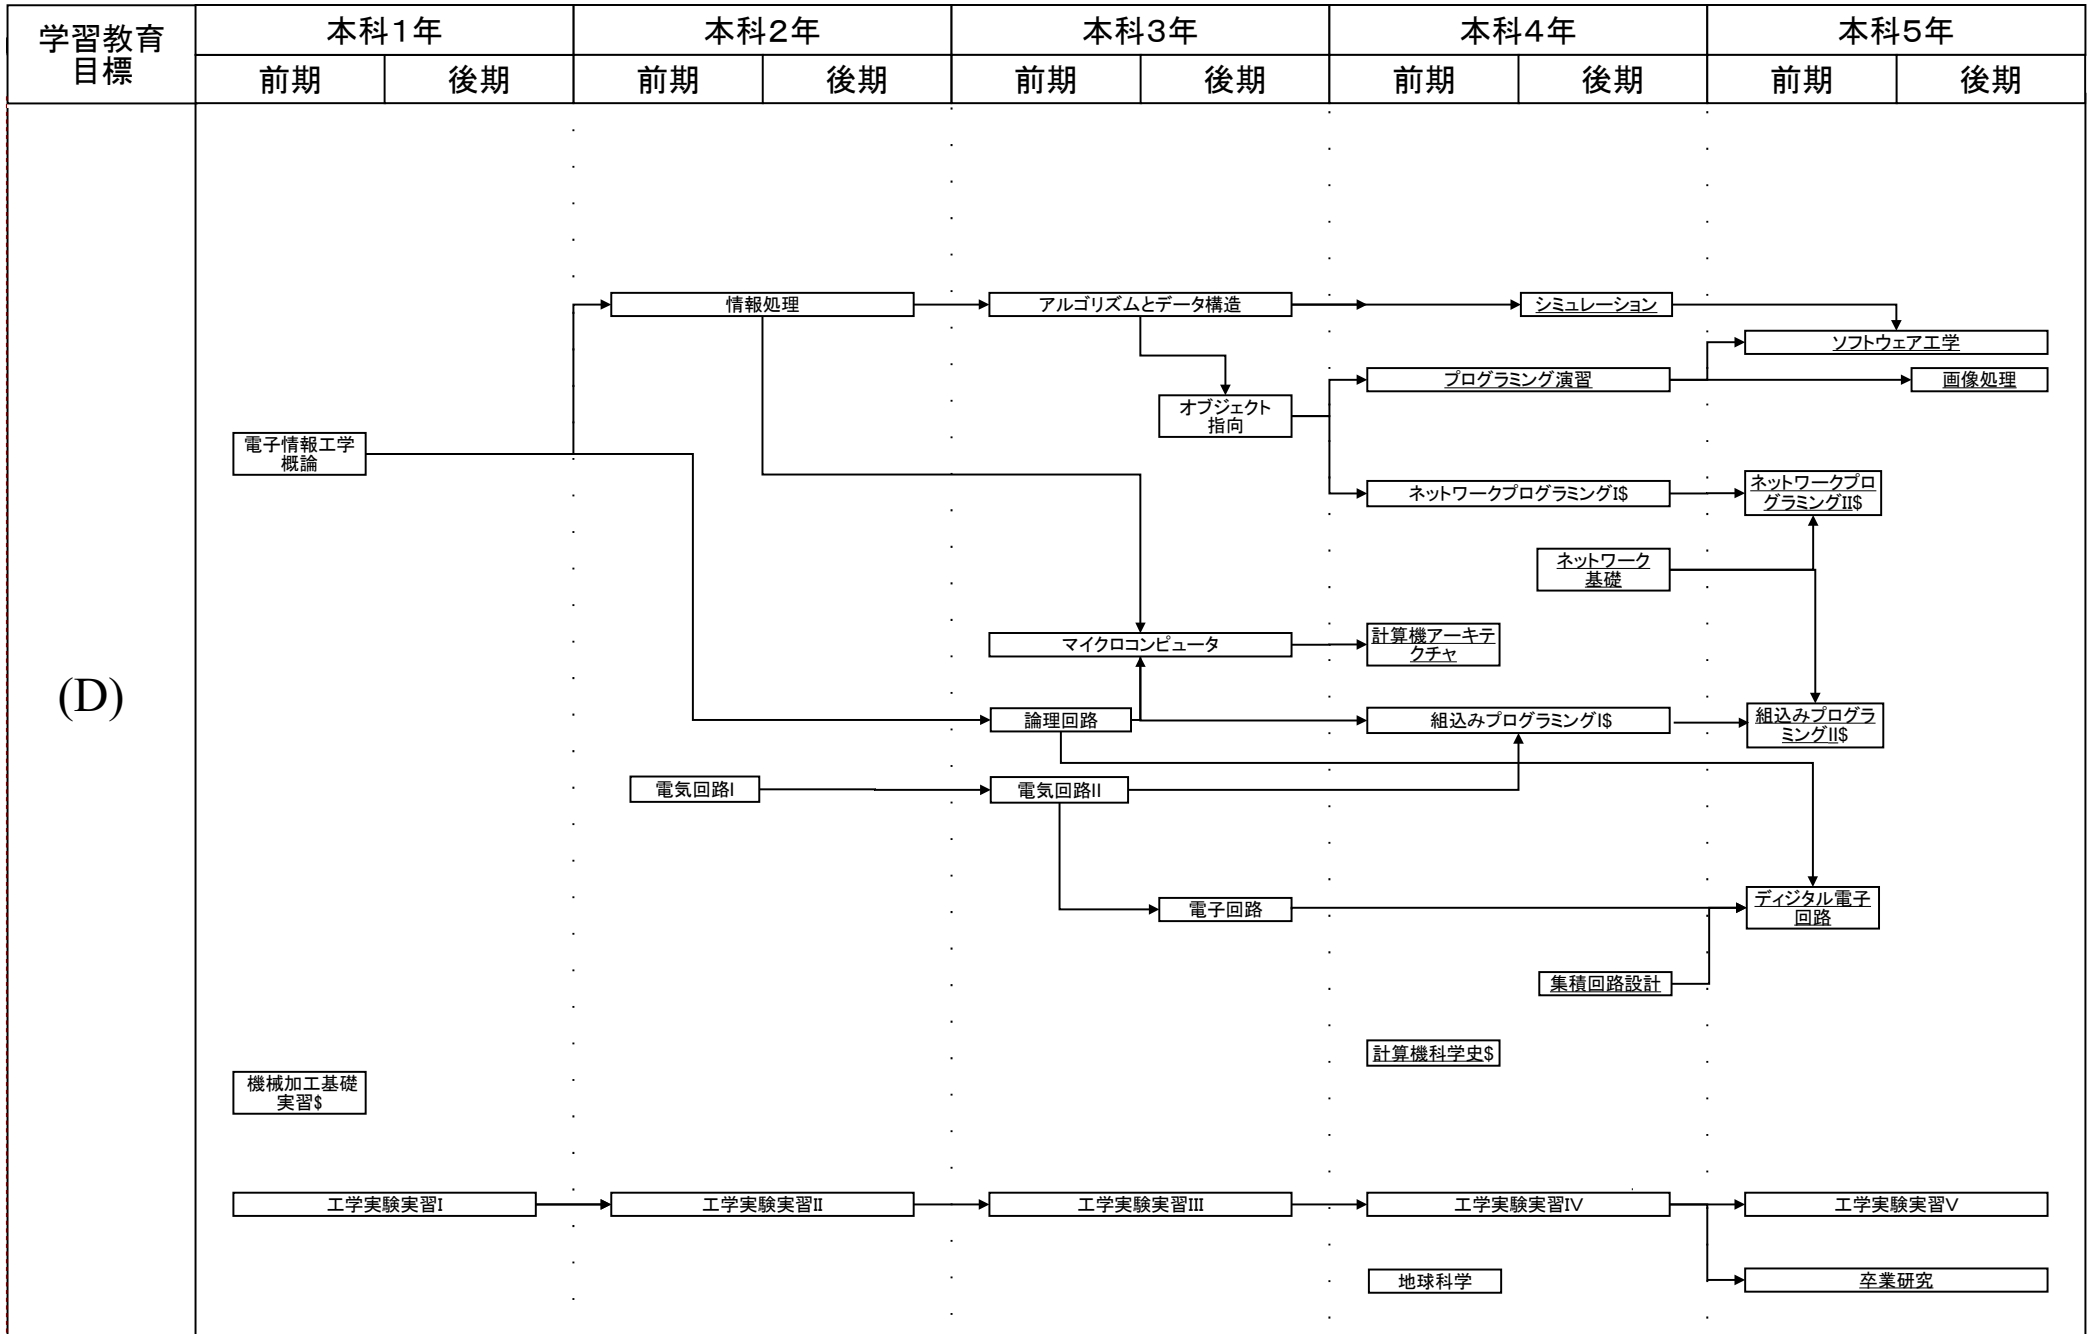 学習教育
目標
本科1年
本科2年
本科3年
本科4年
本科5年
前期
後期
前期
後期
前期
後期
前期
後期
前期
後期
(D)
情報処理
アルゴリズムとデータ構造
シミュレーション
ソフトウェア工学
プログラミング演習
画像処理
オブジェクト
指向
電子情報工学
概論
ネットワークプログラミングI$
ネットワークプロ
グラミングII$
ネットワーク
基礎
マイクロコンピュータ
計算機アーキテ
クチャ
論理回路
組込みプログラミングI$
組込みプログラ
ミングII$
電気回路I
電気回路II
電子回路
ディジタル電子
回路
集積回路設計
計算機科学史$
機械加工基礎
実習$
工学実験実習I
工学実験実習II
工学実験実習III
工学実験実習IV
工学実験実習V
地球科学
卒業研究